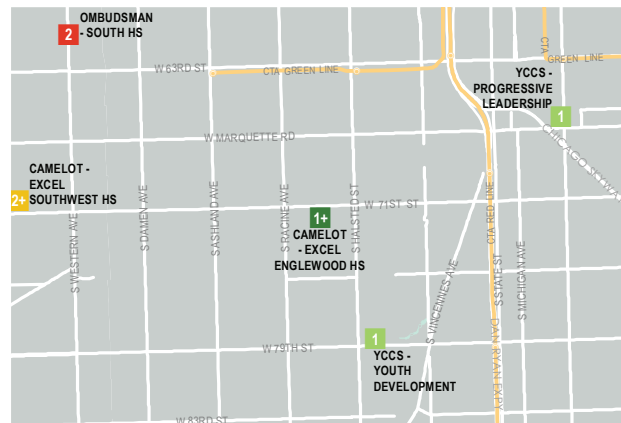 OMBUDSMAN
- SOUTH HS
2
W 63RD ST
CTA GREEN LINE
CTA
GREEN LINE
YCCS -
PROGRESSIVE
LEADERSHIP
1
CHICAGO SKYWA
W MARQUETTE RD
CAMELOT -
EXCEL
SOUTHWEST HS
2+
W 71ST ST
1+
CAMELOT
- EXCEL
ENGLEWOOD HS
S WESTERN AVE
S DAMEN AVE
S ASHLAND AVE
S RACINE AVE
S HALSTED ST
S VINCENNES AVE
CTA RED LINE
S STATE ST
S MICHIGAN AVE
DAN RYAN EXPY
W 79TH ST
1
YCCS -
YOUTH
DEVELOPMENT
W 83RD ST